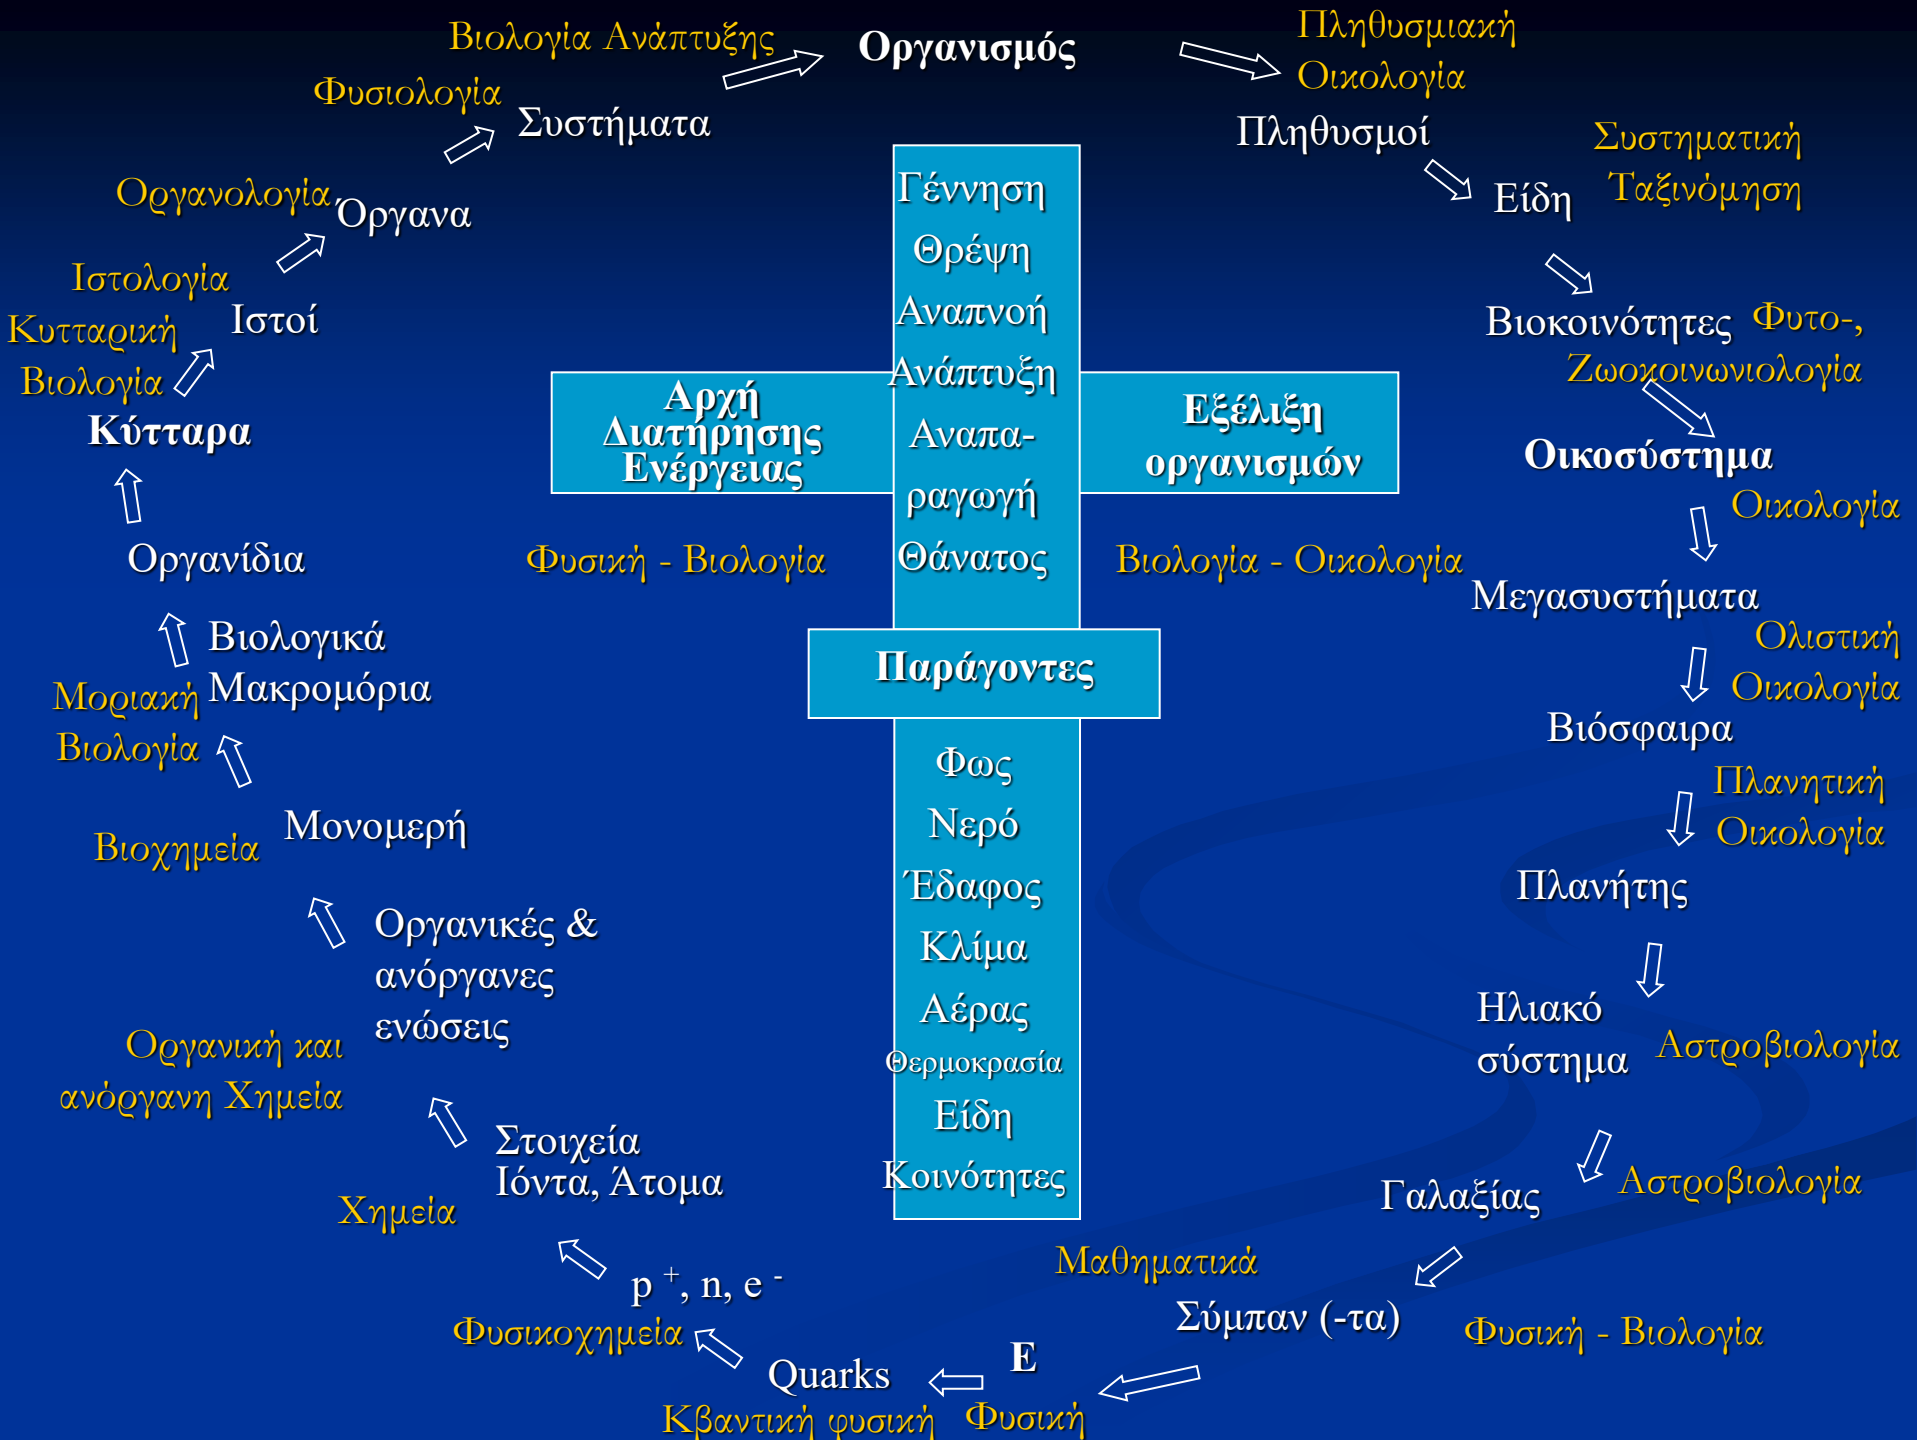 Βιολογία Ανάπτυξης
Οργανισμός
Πληθυσμιακή
Οικολογία
Φυσιολογία
Συστήματα
Πληθυσμοί
Συστηματική
Ταξινόμηση
Οργανολογία
Όργανα
Είδη
Ιστολογία
Ιστοί
Κυτταρική
Βιολογία
Κύτταρα
Βιοκοινότητες
Φυτο-,
Ζωοκοινωνιολογία
Οικοσύστημα
Οικολογία
Γέννηση
Θρέψη
Αναπνοή
Ανάπτυξη
Αναπα-
ραγωγή
Θάνατος
Αρχή
Διατήρησης
Ενέργειας
Εξέλιξη
οργανισμών
Οργανίδια
Φυσική - Βιολογία
Βιολογία - Οικολογία
Μεγασυστήματα
Βιολογικά
Μακρομόρια
Μοριακή
Βιολογία
Παράγοντες
Ολιστική
Οικολογία
Βιόσφαιρα
Φως
Νερό
Έδαφος
Κλίμα
Αέρας
Θερμοκρασία
Είδη
Κοινότητες
Πλανητική
Οικολογία
Μονομερή
Βιοχημεία
Πλανήτης
Οργανικές &
ανόργανες
ενώσεις
Οργανική και
ανόργανη Χημεία
Ηλιακό
σύστημα
Αστροβιολογία
Στοιχεία
Ιόντα, Άτομα
Χημεία
Γαλαξίας
Αστροβιολογία
Μαθηματικά
p +, n, e -
Φυσικοχημεία
Σύμπαν (-τα)
Φυσική - Βιολογία
Quarks
Ε
Κβαντική φυσική
Φυσική